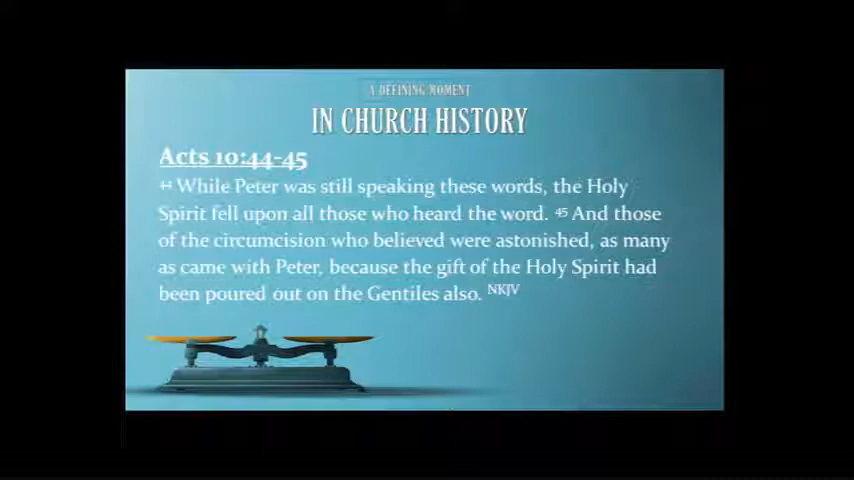 A DEFINING MOMENT
IN CHURCH HISTORY
Acts 10:44-45
44 While Peter was still speaking these words, the Holy
Spirit fell upon all those who heard the word. 45 And those
of the circumcision who believed were astonished, as many
as came with Peter, because the gift of the Holy Spirit had
been poured out on the Gentiles also. NKJV